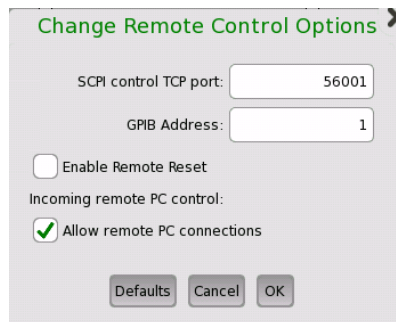 Change Remote Control Options
SCPI control TCP port: 56001
GPIB Address: 1
Enable Remote Reset
Incoming remote PC control:
Allow remote PC connections
Defaults Cancel OK